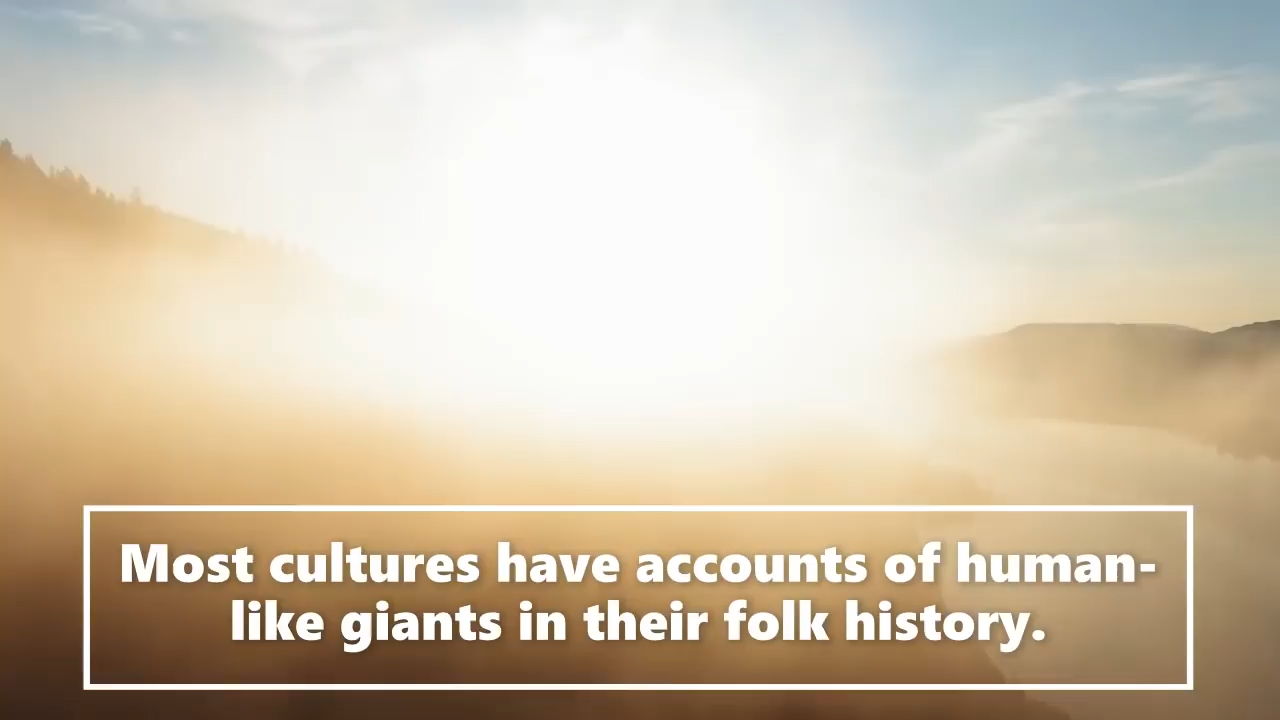 Most cultures have accounts of human-
like giants in their folk history.